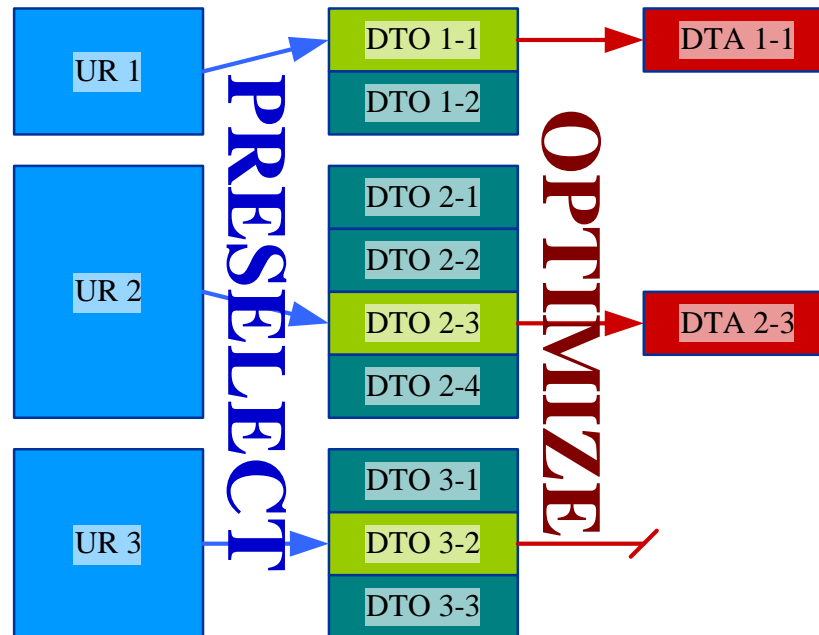 UR 1
DTO 1-1
DTO 1-2
DTA 1-1
PRESELECT
OPTIMIZE
UR 2
DTO 2-1
DTO 2-2
DTO 2-3
DTO 2-4
DTA 2-3
UR 3
DTO 3-1
DTO 3-2
DTO 3-3